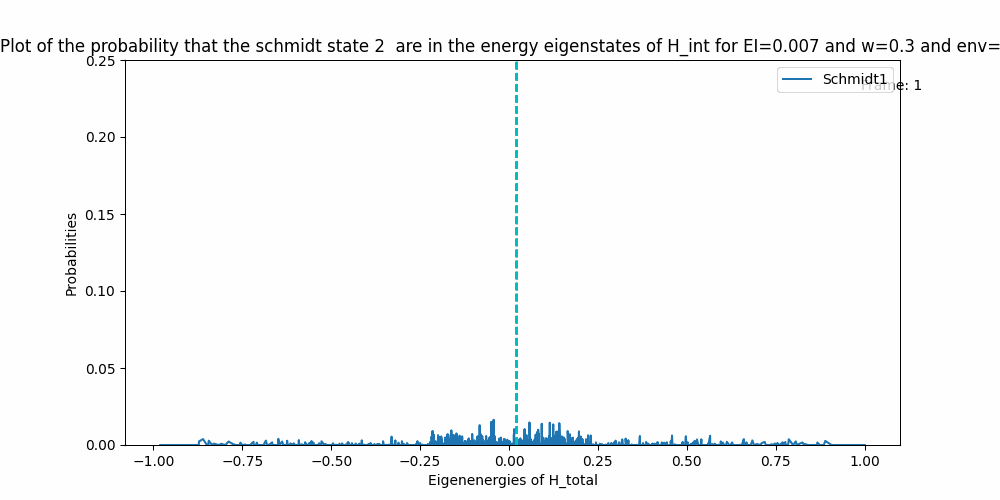 Plot of the probability that the schmidt state 2 are in the energy eigenstates of H_int for EI=0.007 and w=0.3 and env=
Schmidt1
Frame: 1
0.25
0.20
0.15
0.10
0.05
0.00
Probabilities
−1.00 −0.75 −0.50 −0.25 0.00 0.25 0.50 0.75 1.00
Eigenenergies of H_total